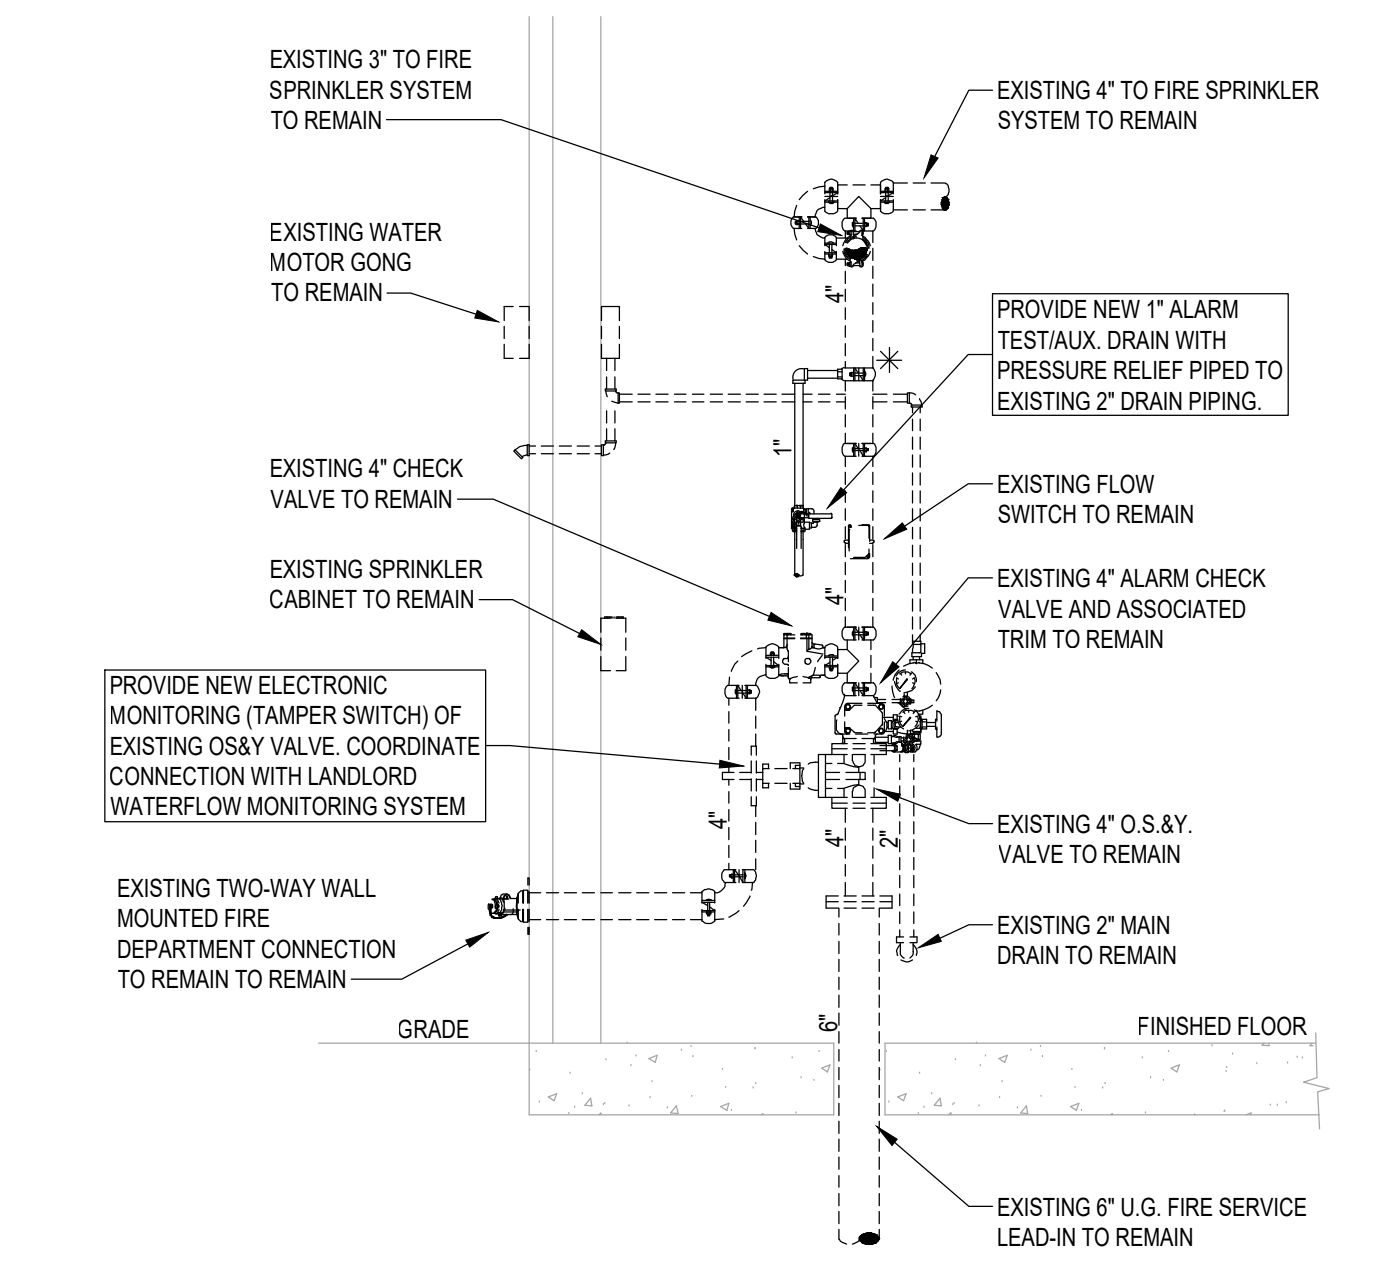 EXISTING 3" TO FIRE
SPRINKLER SYSTEM
TO REMAIN
EXISTING 4" TO FIRE SPRINKLER
SYSTEM TO REMAIN
EXISTING WATER
MOTOR GONG
TO REMAIN
4"
PROVIDE NEW 1" ALARM
TEST/AUX. DRAIN WITH
PRESSURE RELIEF PIPED TO
EXISTING 2" DRAIN PIPING.
1"
EXISTING 4" CHECK
VALVE TO REMAIN
EXISTING FLOW
SWITCH TO REMAIN
EXISTING SPRINKLER
CABINET TO REMAIN
4"
EXISTING 4" ALARM CHECK
VALVE AND ASSOCIATED
TRIM TO REMAIN
PROVIDE NEW ELECTRONIC
MONITORING (TAMPER SWITCH) OF
EXISTING OS&Y VALVE. COORDINATE
CONNECTION WITH LANDLORD
WATERFLOW MONITORING SYSTEM
4"
4"
2"
EXISTING 4" O.S.&Y.
VALVE TO REMAIN
EXISTING TWO-WAY WALL
MOUNTED FIRE
DEPARTMENT CONNECTION
TO REMAIN TO REMAIN
EXISTING 2" MAIN
DRAIN TO REMAIN
6"
GRADE
FINISHED FLOOR
EXISTING 6" U.G. FIRE SERVICE
LEAD-IN TO REMAIN